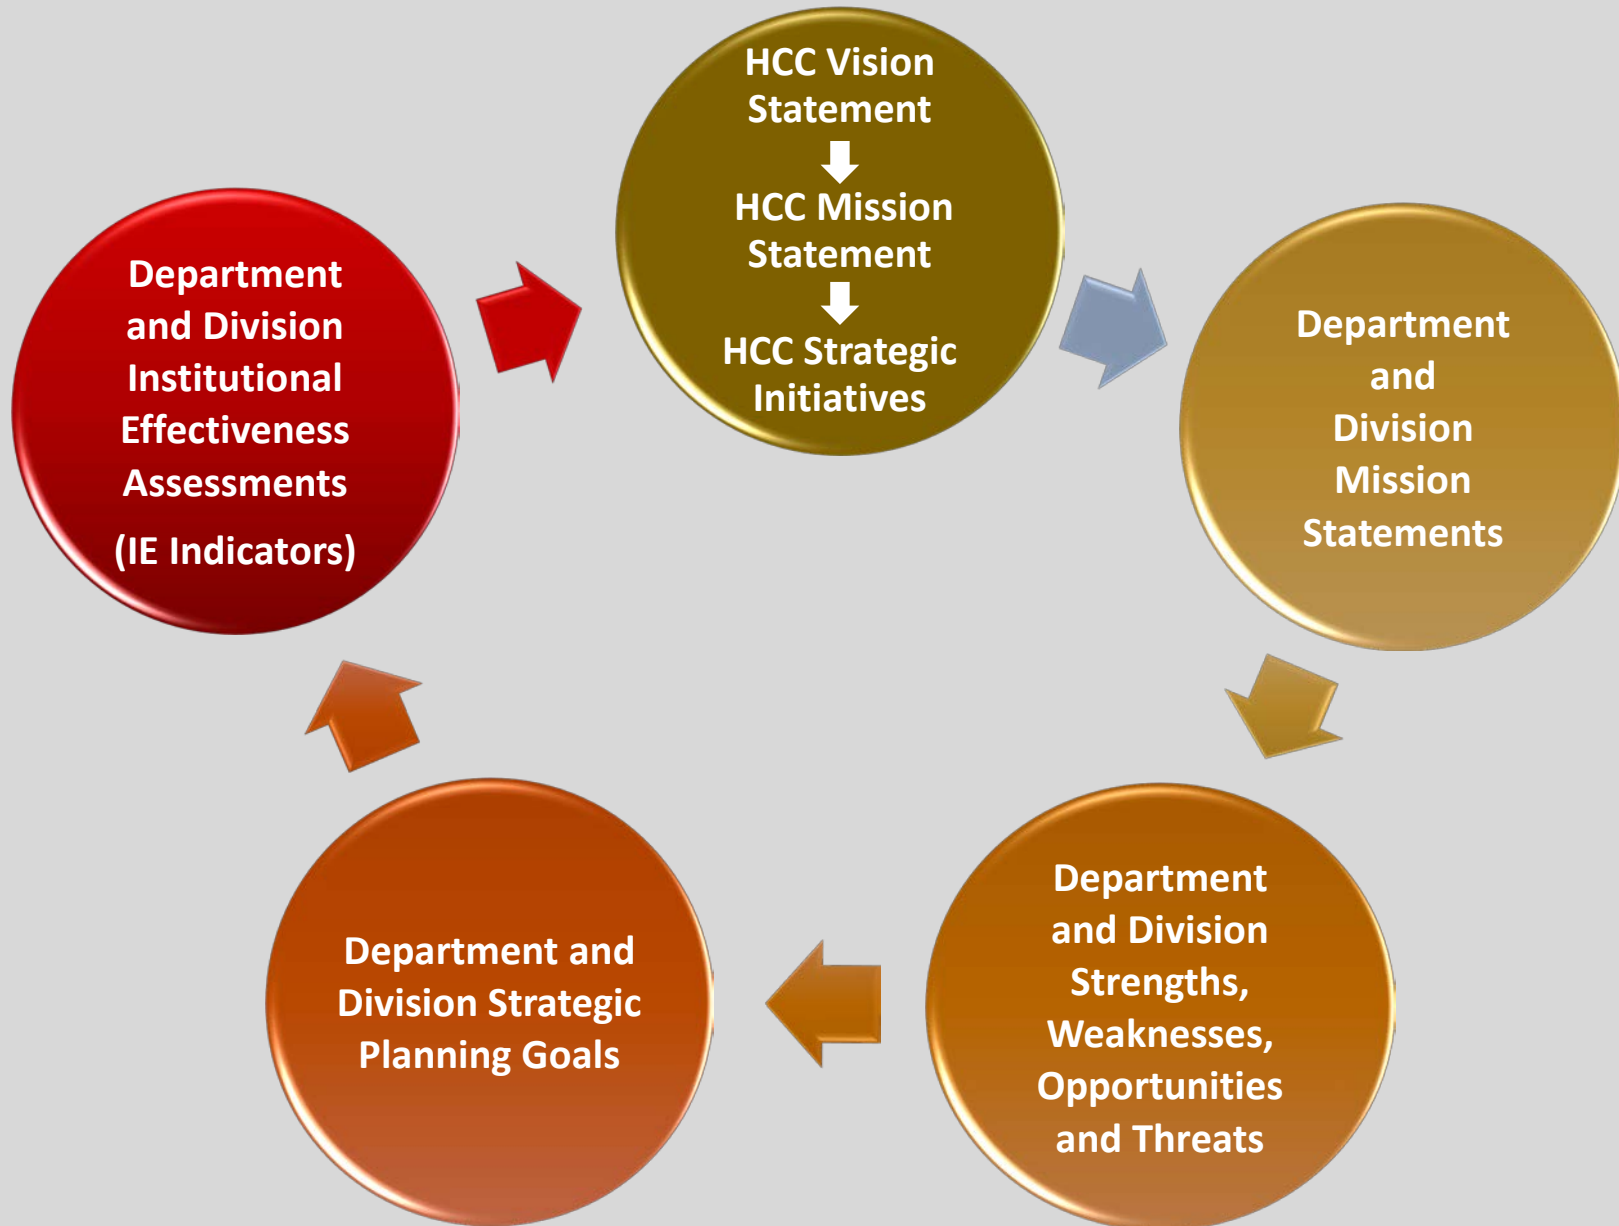 HCC Vision
Statement
HCC Mission
Statement
HCC Strategic
Initiatives
Department
and
Division
Mission
Statements
Department
and Division
Strengths,
Weaknesses,
Opportunities
and Threats
Department and
Division Strategic
Planning Goals
Department
and Division
Institutional
Effectiveness
Assessments
(IE Indicators)